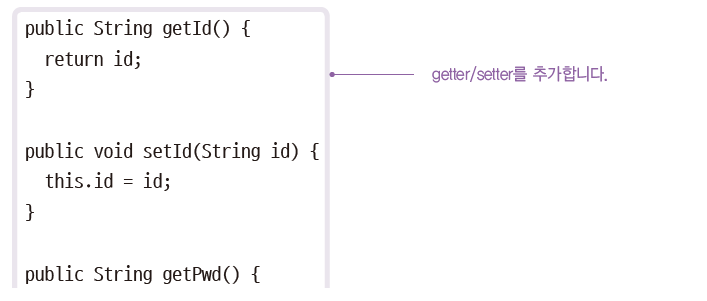 public String getId() {
return id;
}
getter/setter를 추가합니다.
public void setId(String id) {
this.id = id;
}
public String getPwd() {